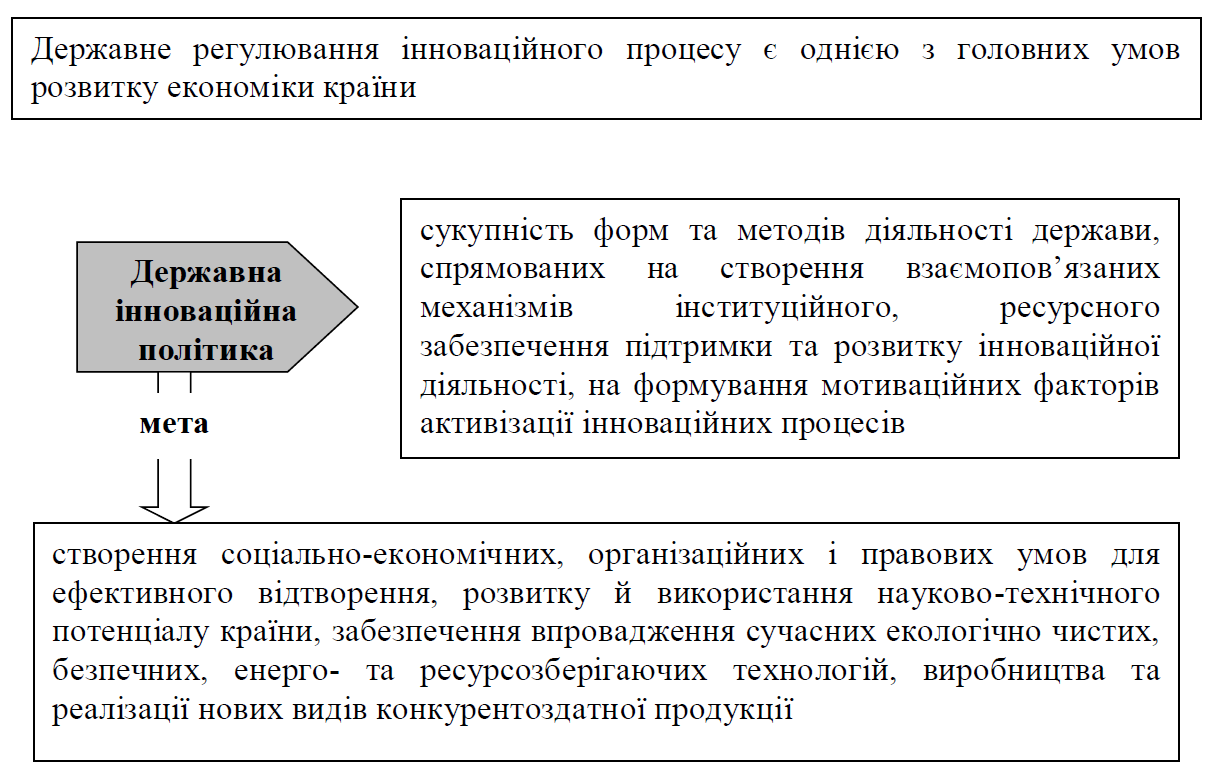 Державне регулювання інноваційного процесу є однією з головних умов
розвитку економіки країни
Державна
інноваційна
політика
сукупність форм та методів діяльності держави,
спрямованих на створення взаємопов’язаних
механізмів інституційного, ресурсного
забезпечення підтримки та розвитку інноваційної
діяльності, на формування мотиваційних факторів
активізації інноваційних процесів
мета
створення соціально-економічних, організаційних і правових умов для
ефективного відтворення, розвитку й використання науково-технічного
потенціалу країни, забезпечення впровадження сучасних екологічно чистих,
безпечних, енерго- та ресурсозберігаючих технологій, виробництва та
реалізації нових видів конкурентоздатної продукції